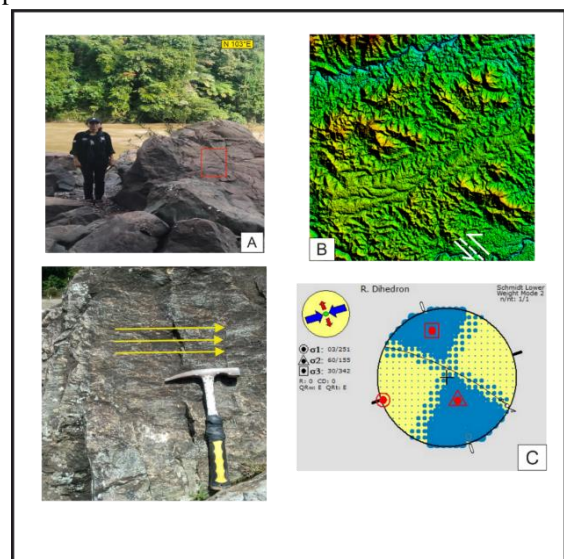 N 103°E
A
B
R. Dihedron
Schmidt Lower
Weight Mode 2
n/nt: 1/1
σ1: 03/251
σ2: 60/155
σ3: 30/342
R: 0 CD: 0
QRw: E QRt: E
C